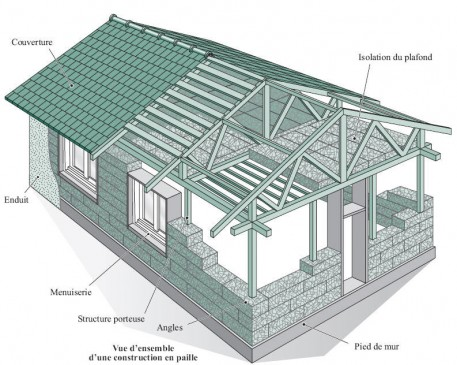 Couverture
Isolation du plafond
Enduit
Menuiserie
Structure porteuse
Angles
Pied de mur
Vue d'ensemble
d'une construction en paille